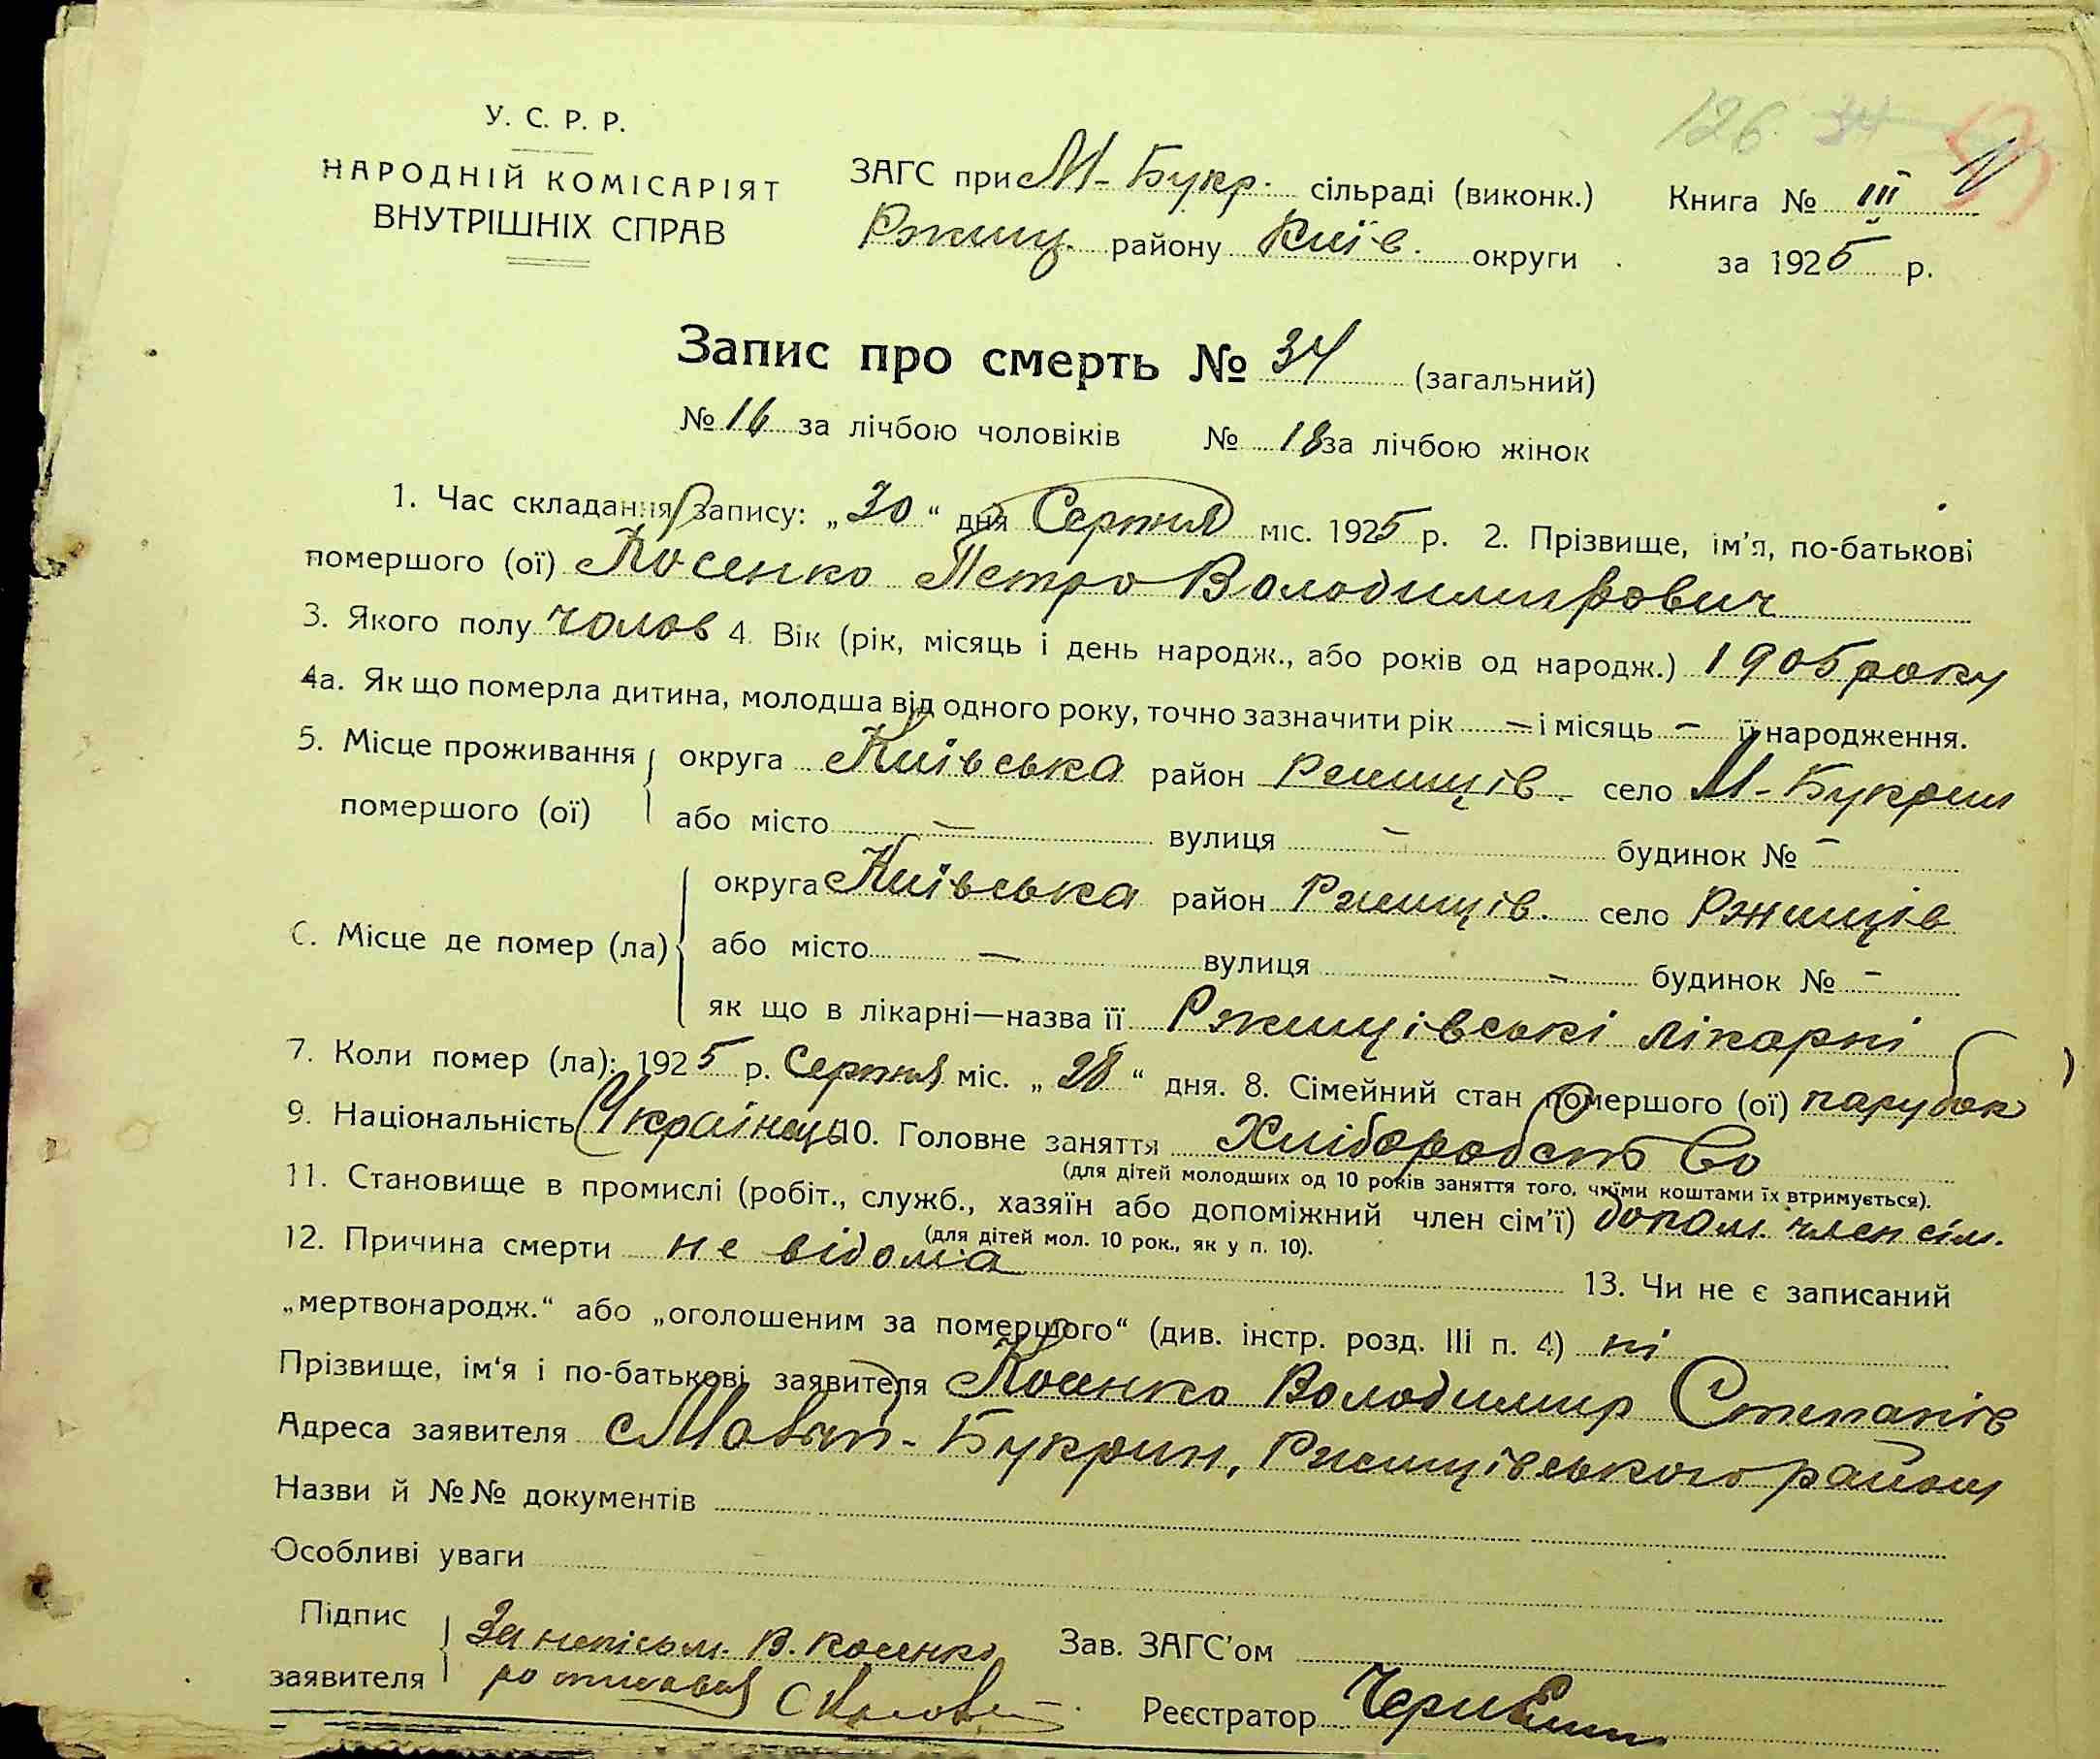 126. 34
У. С. Р. Р.
НАРОДНІЙ КОМІСАРІЯТ
ВНУТРІШНІХ СПРАВ
ЗАГС при М-Букр. сільраді (виконк.) Книга № III
Ржищ. району Київ. округи за 1925 р.
Запис про смерть № 34 (загальний)
№ 16 за лічбою чоловіків № 18 за лічбою жінок
1. Час складання запису: „30“ дня Серпня міс. 1925 р. 2. Прізвище, ім'я, по-батькові
помершого (ої) Косенко Петро Володимирович
3. Якого полу чолов 4. Вік (рік, місяць і день народж., або років од народж.) 1905 року
4а. Як що померла дитина, молодша від одного року, точно зазначити рік — і місяць — її народження.
5. Місце проживання округа Київська район Ржищів. село М-Букрин
помершого (ої) або місто — вулиця — будинок № —
округа Київська район Ржищів. село Ржищів
6. Місце де помер (ла) або місто — вулиця — будинок № —
як що в лікарні—назва її Ржищівські лікарні
7. Коли помер (ла): 1925 р. Серпня міс. „28“ дня. 8. Сімейний стан помершого (ої) парубок
9. Національність Українець 10. Головне заняття Хліборобство
(для дітей молодших од 10 років заняття того, чиїми коштами їх втримується).
11. Становище в промислі (робіт., служб., хазяїн або допоміжний член сім'ї) допом. член сім.
(для дітей мол. 10 рок., як у п. 10).
12. Причина смерти не відома 13. Чи не є записаний
„мертвонародж.“ або „оголошеним за помершого“ (див. інстр. розд. III п. 4) ні
Прізвище, ім'я і по-батькові заявителя Косенко Володимир Степанів
Адреса заявителя Малий-Букрин, Ржищівського району
Назви й №№ документів
Особливі уваги
Підпис За непісьм. В. Косенко Зав. ЗАГС'ом
заявителя росписався
Реєстратор